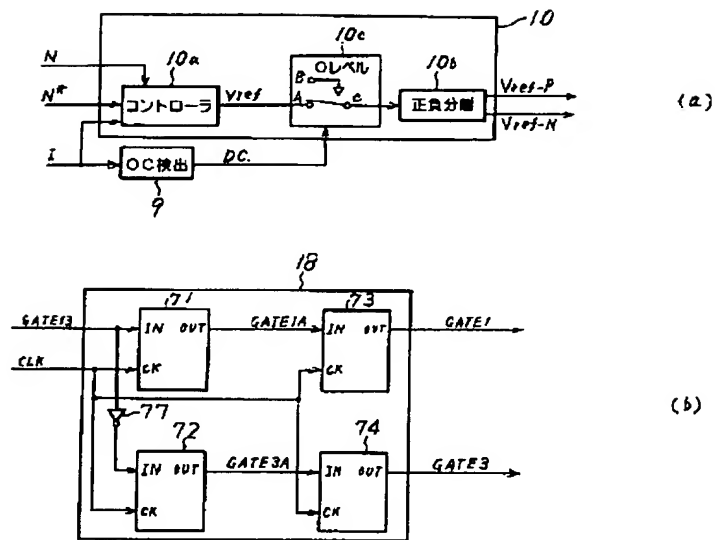 10
10a
10c
10b
N
N*
I
コントローラ
Vref
0レベル
B
A
c
正負分離
Vref-P
Vref-N
(a)
OC検出
DC.
9
18
71
73
GATE13
IN OUT
GATE1A
IN OUT
GATE1
CLK
CK
CK
77
72
74
(b)
IN OUT
GATE3A
IN OUT
GATE3
CK
CK